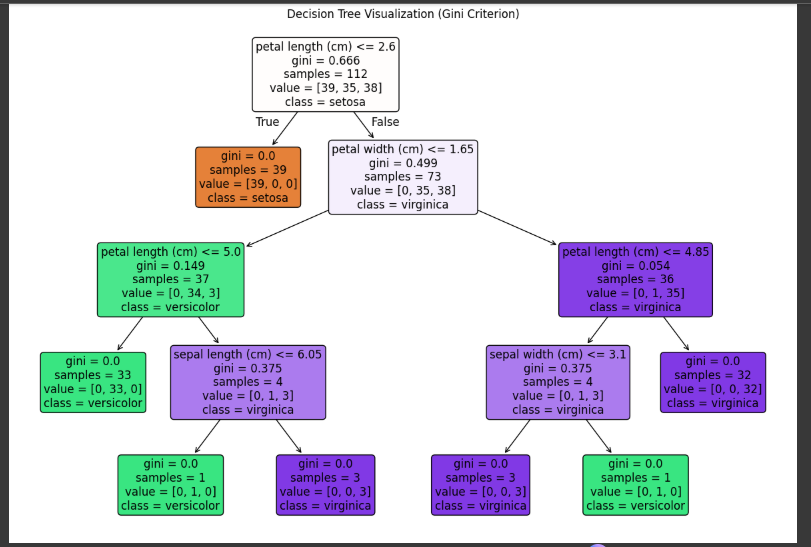 Decision Tree Visualization (Gini Criterion)
petal length (cm) <= 2.6
gini = 0.666
samples = 112
value = [39, 35, 38]
class = setosa
True
False
gini = 0.0
samples = 39
value = [39, 0, 0]
class = setosa
petal width (cm) <= 1.65
gini = 0.499
samples = 73
value = [0, 35, 38]
class = virginica
petal length (cm) <= 5.0
gini = 0.149
samples = 37
value = [0, 34, 3]
class = versicolor
petal length (cm) <= 4.85
gini = 0.054
samples = 36
value = [0, 1, 35]
class = virginica
gini = 0.0
samples = 33
value = [0, 33, 0]
class = versicolor
sepal length (cm) <= 6.05
gini = 0.375
samples = 4
value = [0, 1, 3]
class = virginica
sepal width (cm) <= 3.1
gini = 0.375
samples = 4
value = [0, 1, 3]
class = virginica
gini = 0.0
samples = 32
value = [0, 0, 32]
class = virginica
gini = 0.0
samples = 1
value = [0, 1, 0]
class = versicolor
gini = 0.0
samples = 3
value = [0, 0, 3]
class = virginica
gini = 0.0
samples = 3
value = [0, 0, 3]
class = virginica
gini = 0.0
samples = 1
value = [0, 1, 0]
class = versicolor